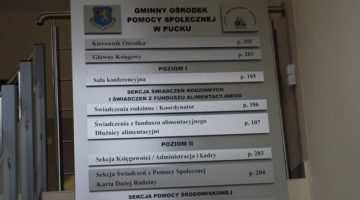 GMINNY OŚRODEK
POMOCY SPOŁECZNEJ
W PUCKU
Kierownik Ośrodka p. 205
Główny Księgowy p. 201
POZIOM I
Sala konferencyjna p. 105
SEKCJA ŚWIADCZEŃ RODZINNYCH
I ŚWIADCZEŃ Z FUNDUSZU ALIMENTACYJNEGO
Świadczenia rodzinne / Koordynator p. 106
Świadczenia z funduszu alimentacyjnego p. 107
Dłużnicy alimentacyjni
POZIOM II
Sekcja Księgowości / Administracja i kadry p. 203
Sekcja Świadczeń z Pomocy Społecznej p. 204
Karta Dużej Rodziny
SEKCJA POMOCY ŚRODOWISKOWEJ